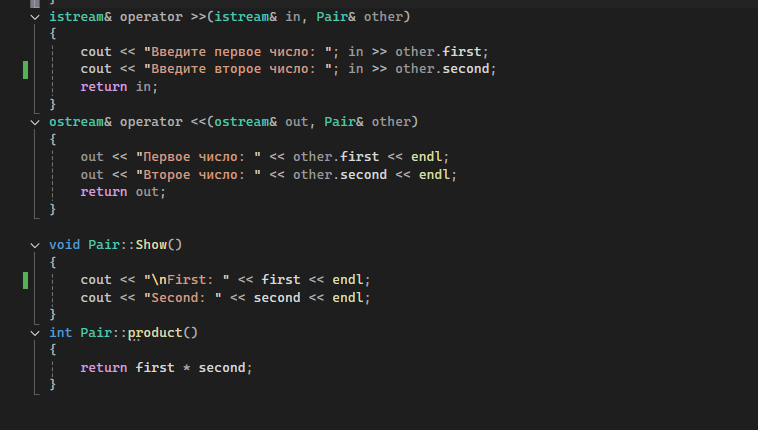 istream& operator >>(istream& in, Pair& other)
{
cout << "Введите первое число: "; in >> other.first;
cout << "Введите второе число: "; in >> other.second;
return in;
}
ostream& operator <<(ostream& out, Pair& other)
{
out << "Первое число: " << other.first << endl;
out << "Второе число: " << other.second << endl;
return out;
}
void Pair::Show()
{
cout << "\nFirst: " << first << endl;
cout << "Second: " << second << endl;
}
int Pair::product()
{
return first * second;
}